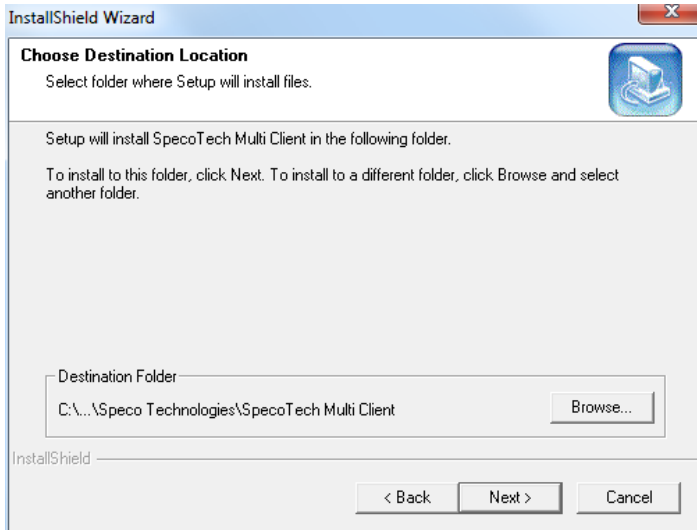 InstallShield Wizard
Choose Destination Location
Select folder where Setup will install files.
Setup will install SpecoTech Multi Client in the following folder.
To install to this folder, click Next. To install to a different folder, click Browse and select
another folder.
Destination Folder
C:\...\Speco Technologies\SpecoTech Multi Client
Browse...
InstallShield
< Back
Next >
Cancel